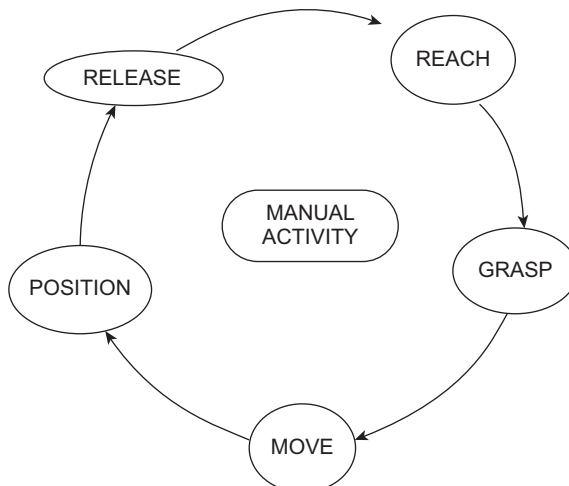 RELEASE
REACH
MANUAL
ACTIVITY
GRASP
POSITION
MOVE